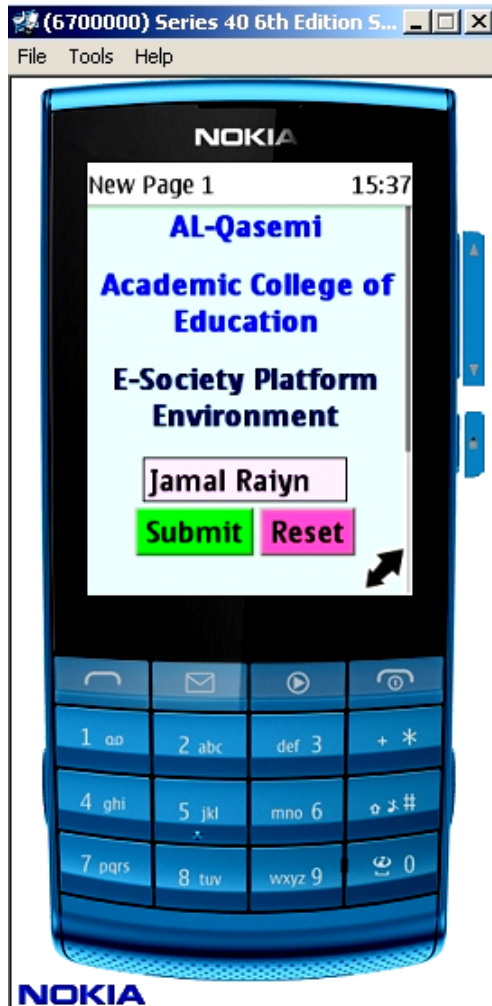 (6700000) Series 40 6th Edition S...
File Tools Help
NOKIA
New Page 1 15:37
AL-Qasemi
Academic College of
Education
E-Society Platform
Environment
Jamal Raiyn
Submit Reset
1 2 abc def 3 + *
4 ghi 5 jkl mno 6 #
7 pqrs 8 tuv wxyz 9 0
NOKIA